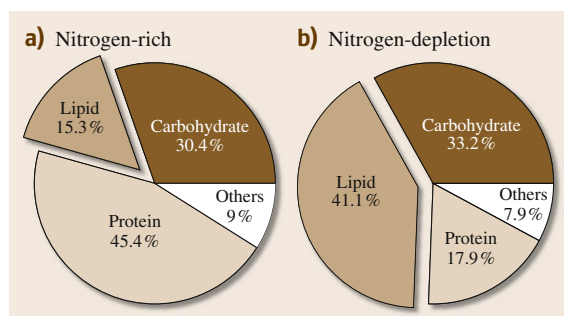 a) Nitrogen-rich
Lipid
15.3%
Carbohydrate
30.4%
Others
9%
Protein
45.4%
b) Nitrogen-depletion
Carbohydrate
33.2%
Lipid
41.1%
Others
7.9%
Protein
17.9%